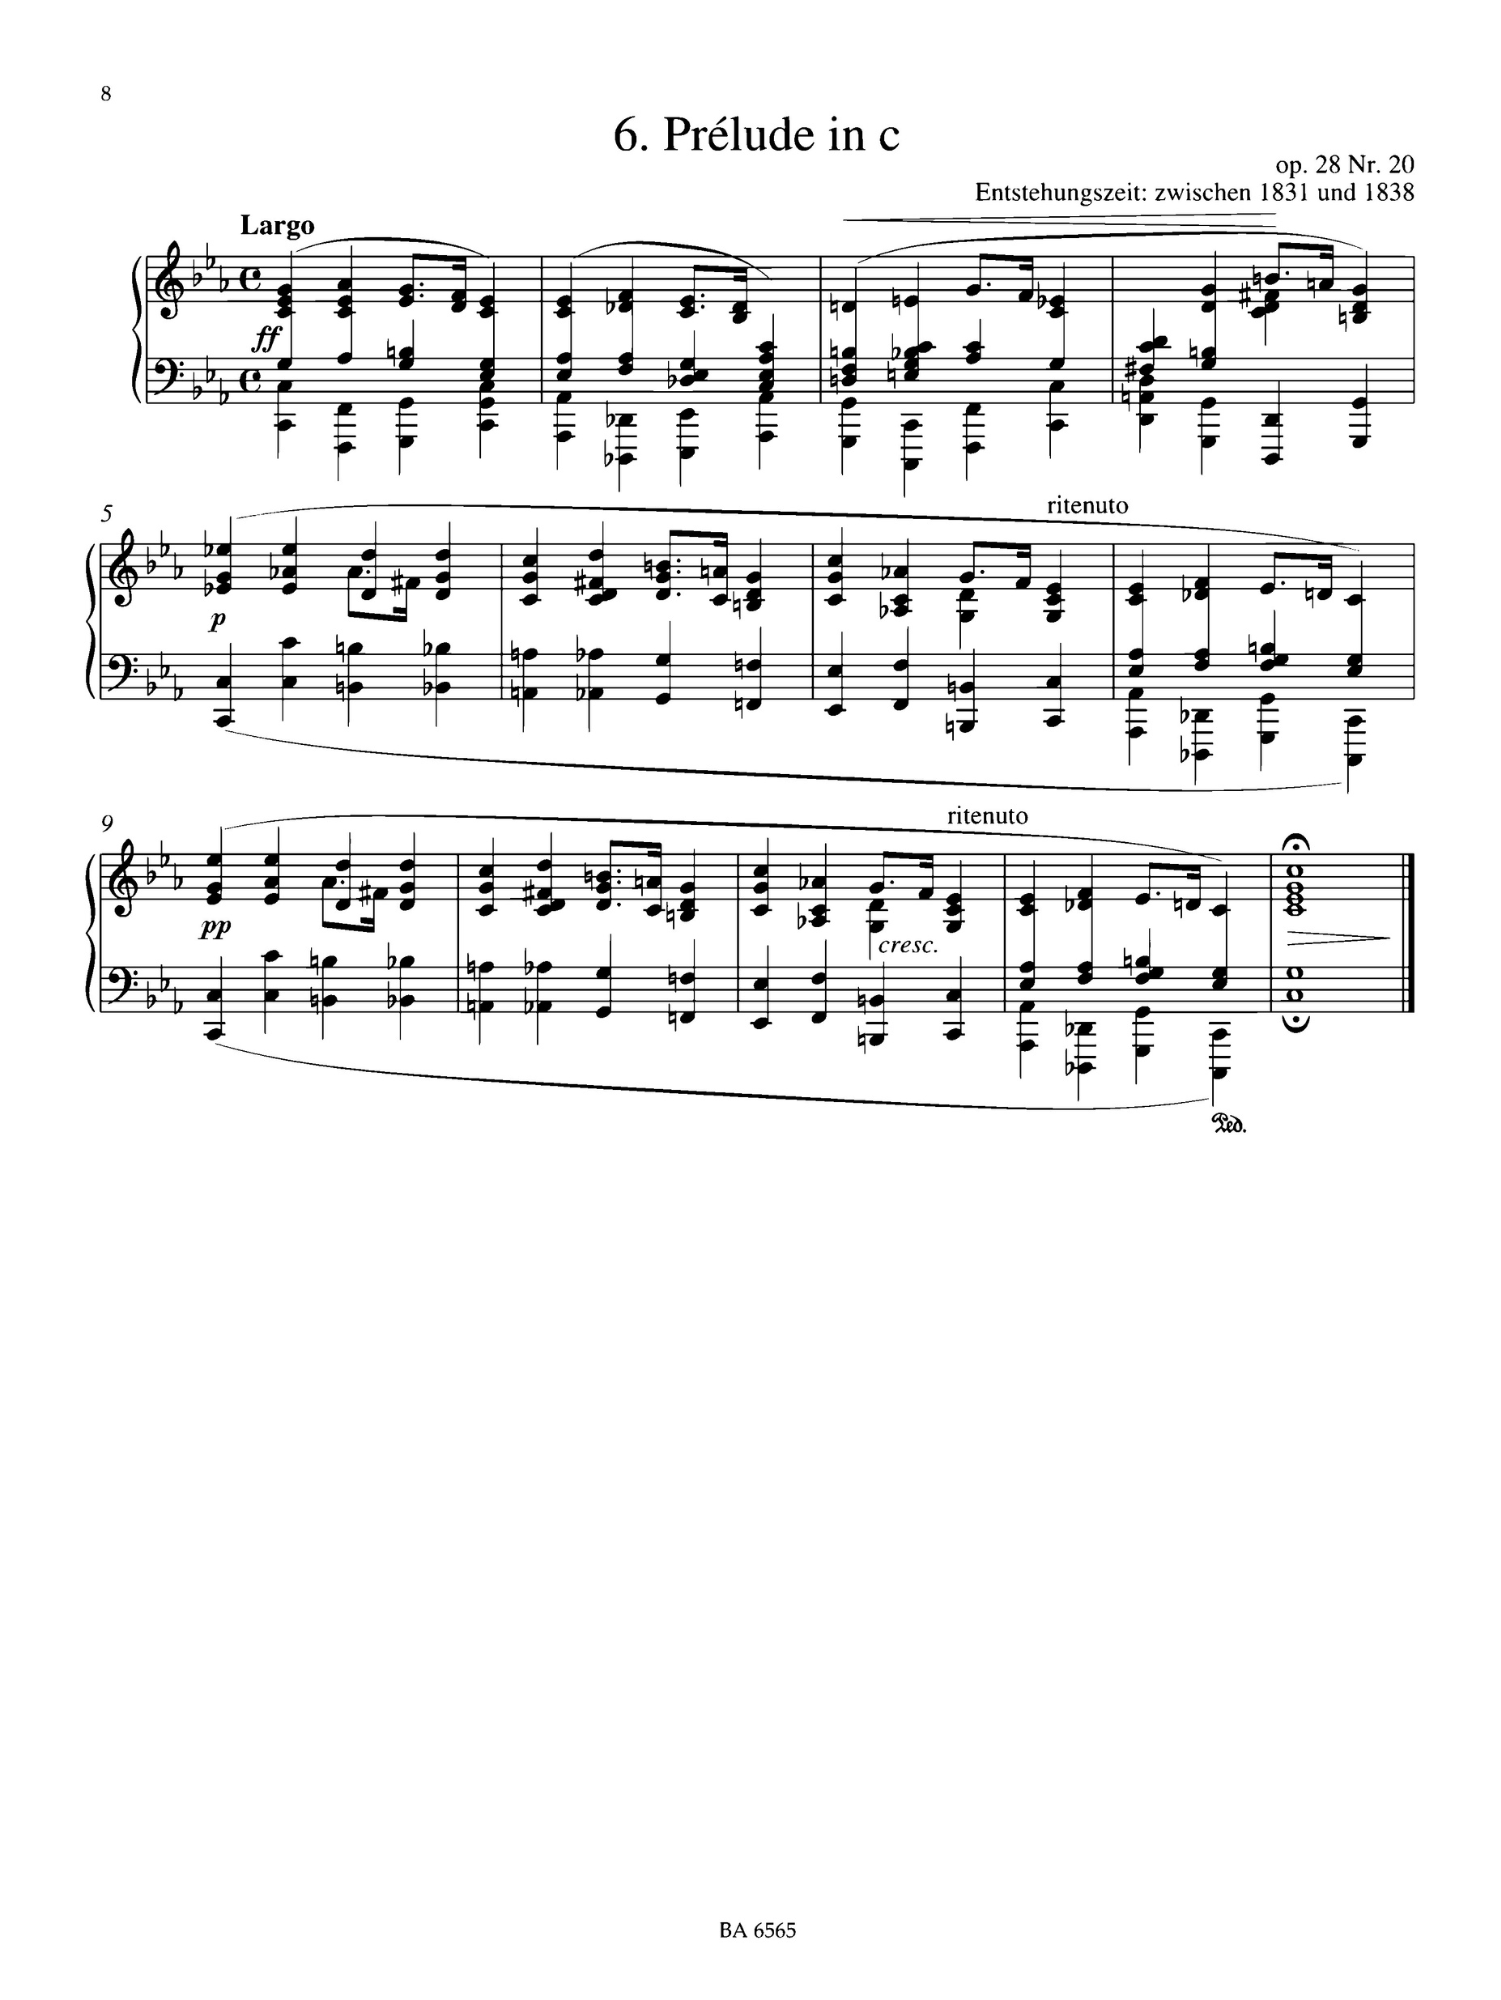 8
6. Prélude in c
op. 28 Nr. 20
Entstehungszeit: zwischen 1831 und 1838
Largo
ff
5
ritenuto
p
9
ritenuto
pp
cresc.
Ped.
BA 6565